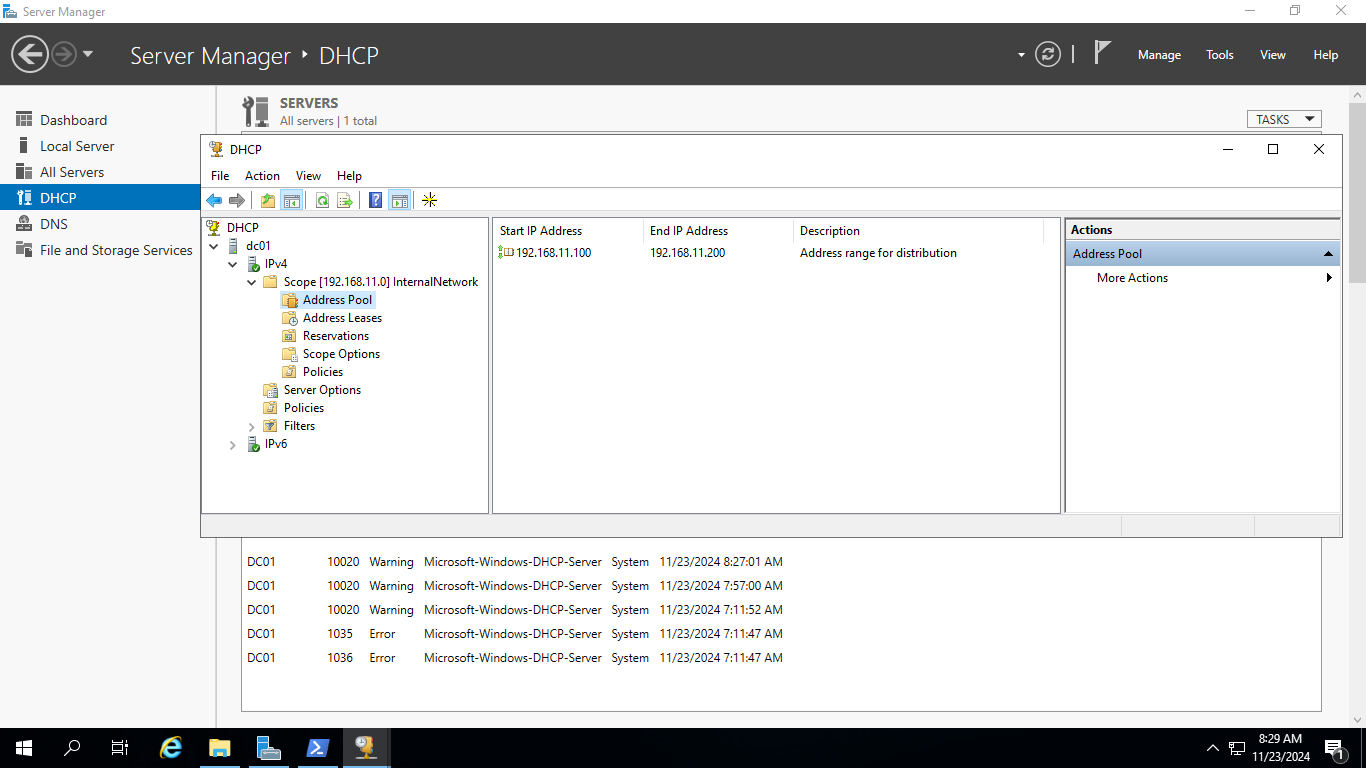 Server Manager
Server Manager ‣ DHCP
Manage Tools View Help
Dashboard
Local Server
All Servers
DHCP
DNS
File and Storage Services
SERVERS
All servers | 1 total
TASKS
DHCP
File Action View Help
DHCP
dc01
IPv4
Scope [192.168.11.0] InternalNetwork
Address Pool
Address Leases
Reservations
Scope Options
Policies
Server Options
Policies
Filters
IPv6
Start IP Address End IP Address Description
192.168.11.100 192.168.11.200 Address range for distribution
Actions
Address Pool
More Actions
DC01 10020 Warning Microsoft-Windows-DHCP-Server System 11/23/2024 8:27:01 AM
DC01 10020 Warning Microsoft-Windows-DHCP-Server System 11/23/2024 7:57:00 AM
DC01 10020 Warning Microsoft-Windows-DHCP-Server System 11/23/2024 7:11:52 AM
DC01 1035 Error Microsoft-Windows-DHCP-Server System 11/23/2024 7:11:47 AM
DC01 1036 Error Microsoft-Windows-DHCP-Server System 11/23/2024 7:11:47 AM
8:29 AM
11/23/2024
1